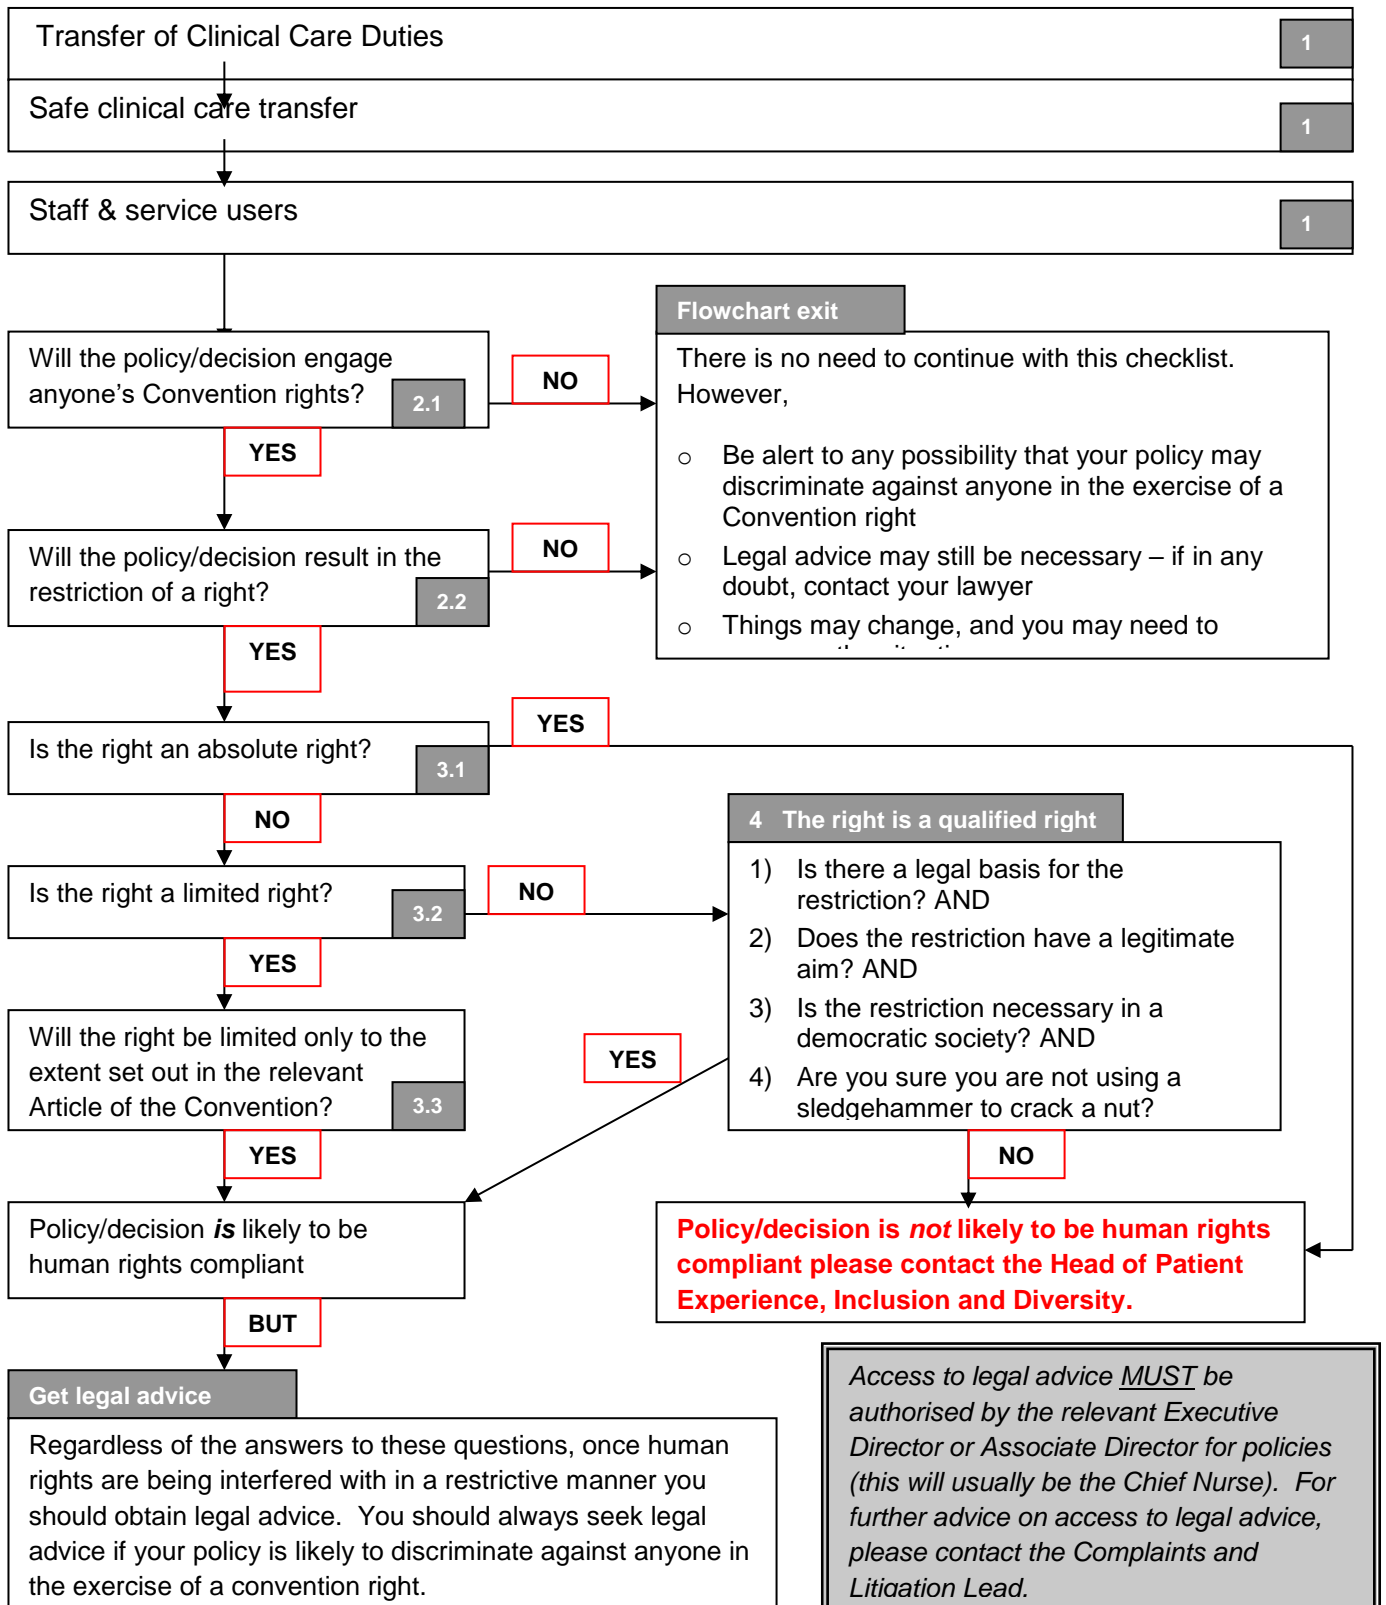 Transfer of Clinical Care Duties
1
Safe clinical care transfer
1
Staff & service users
1
Will the policy/decision engage
anyone’s Convention rights?
2.1
NO
YES
Flowchart exit
There is no need to continue with this checklist.
However,
o Be alert to any possibility that your policy may
discriminate against anyone in the exercise of a
Convention right
o Legal advice may still be necessary – if in any
doubt, contact your lawyer
o Things may change, and you may need to
Will the policy/decision result in the
restriction of a right?
2.2
NO
YES
Is the right an absolute right?
3.1
YES
NO
Is the right a limited right?
3.2
NO
YES
4 The right is a qualified right
1) Is there a legal basis for the
restriction? AND
2) Does the restriction have a legitimate
aim? AND
3) Is the restriction necessary in a
democratic society? AND
4) Are you sure you are not using a
sledgehammer to crack a nut?
YES
NO
Will the right be limited only to the
extent set out in the relevant
Article of the Convention?
3.3
YES
Policy/decision is likely to be
human rights compliant
BUT
Policy/decision is not likely to be human rights
compliant please contact the Head of Patient
Experience, Inclusion and Diversity.
Get legal advice
Regardless of the answers to these questions, once human
rights are being interfered with in a restrictive manner you
should obtain legal advice. You should always seek legal
advice if your policy is likely to discriminate against anyone in
the exercise of a convention right.
Access to legal advice MUST be
authorised by the relevant Executive
Director or Associate Director for policies
(this will usually be the Chief Nurse). For
further advice on access to legal advice,
please contact the Complaints and
Litigation Lead.